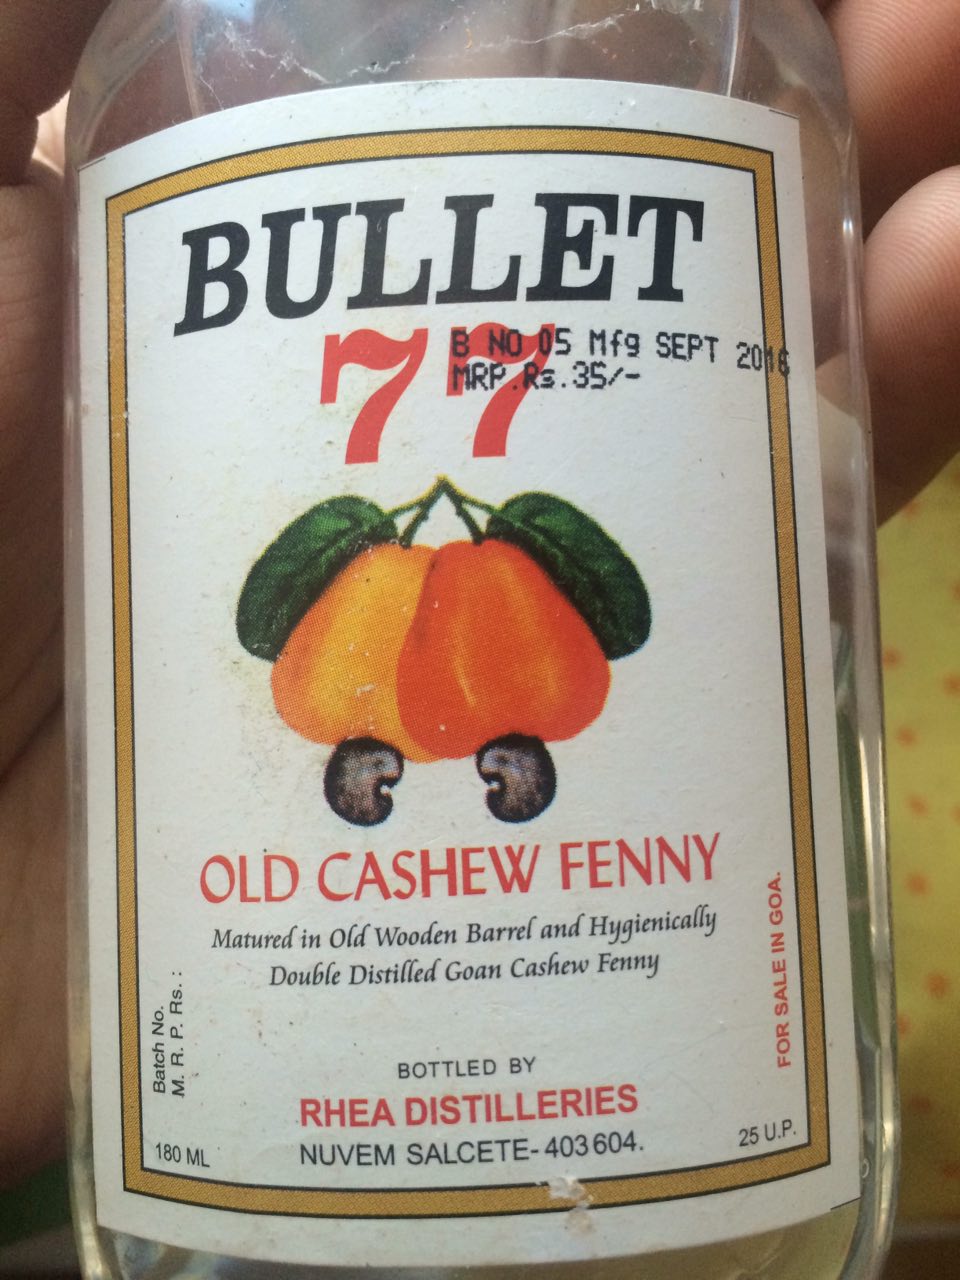 BULLET
77
B NO 05 Mfg SEPT 2016
MRP.Rs.35/-
OLD CASHEW FENNY
Matured in Old Wooden Barrel and Hygienically
Double Distilled Goan Cashew Fenny
FOR SALE IN GOA.
Batch No.
M. R. P. Rs. :
BOTTLED BY
RHEA DISTILLERIES
NUVEM SALCETE-403604.
180 ML
25 U.P.